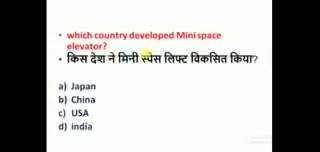 • which country developed Mini space
elevator?
• किस देश ने मिनी स्पेस लिफ्ट विकसित किया?
a) Japan
b) China
c) USA
d) india